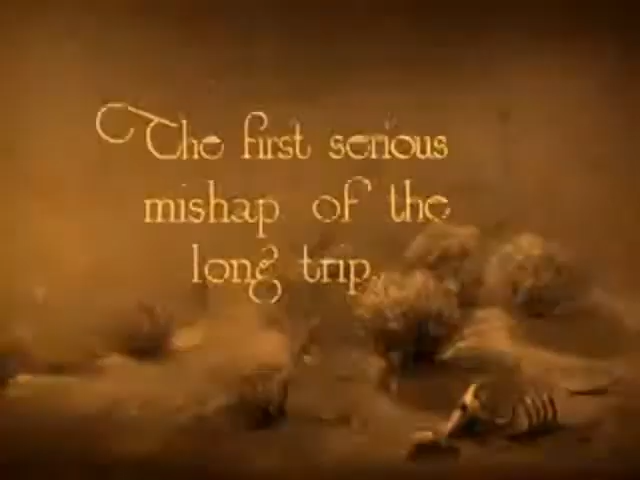 The first serious
mishap of the
long trip.